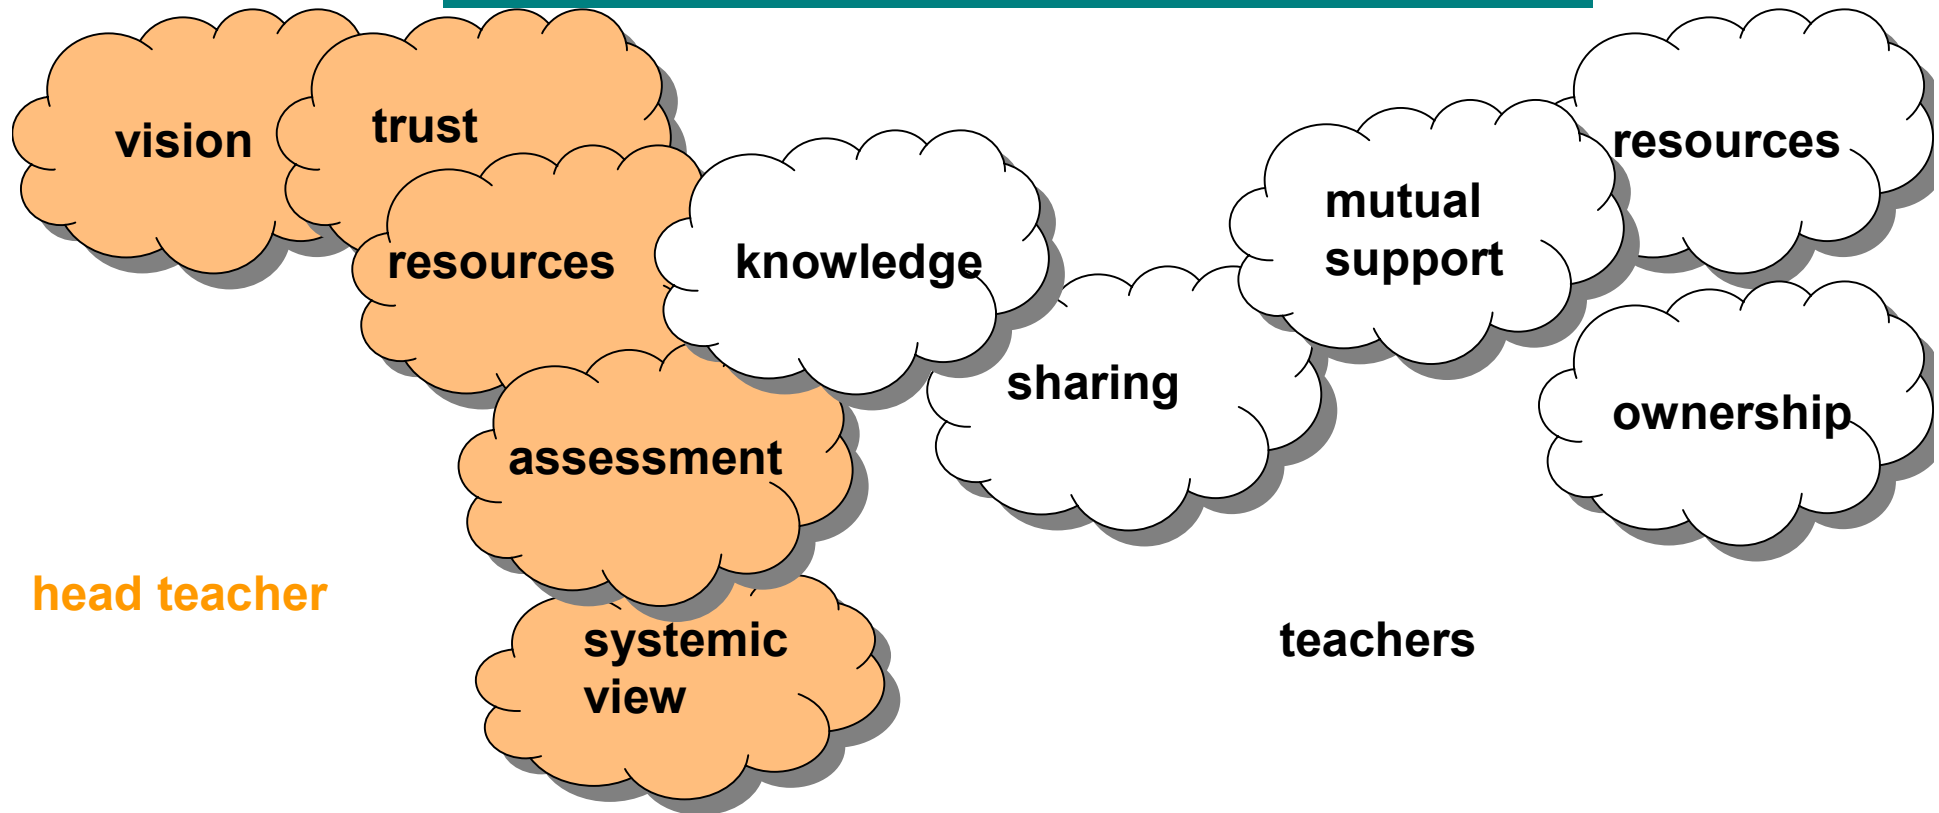 vision
trust
resources
assessment
systemic
view
head teacher
knowledge
sharing
mutual
support
resources
ownership
teachers